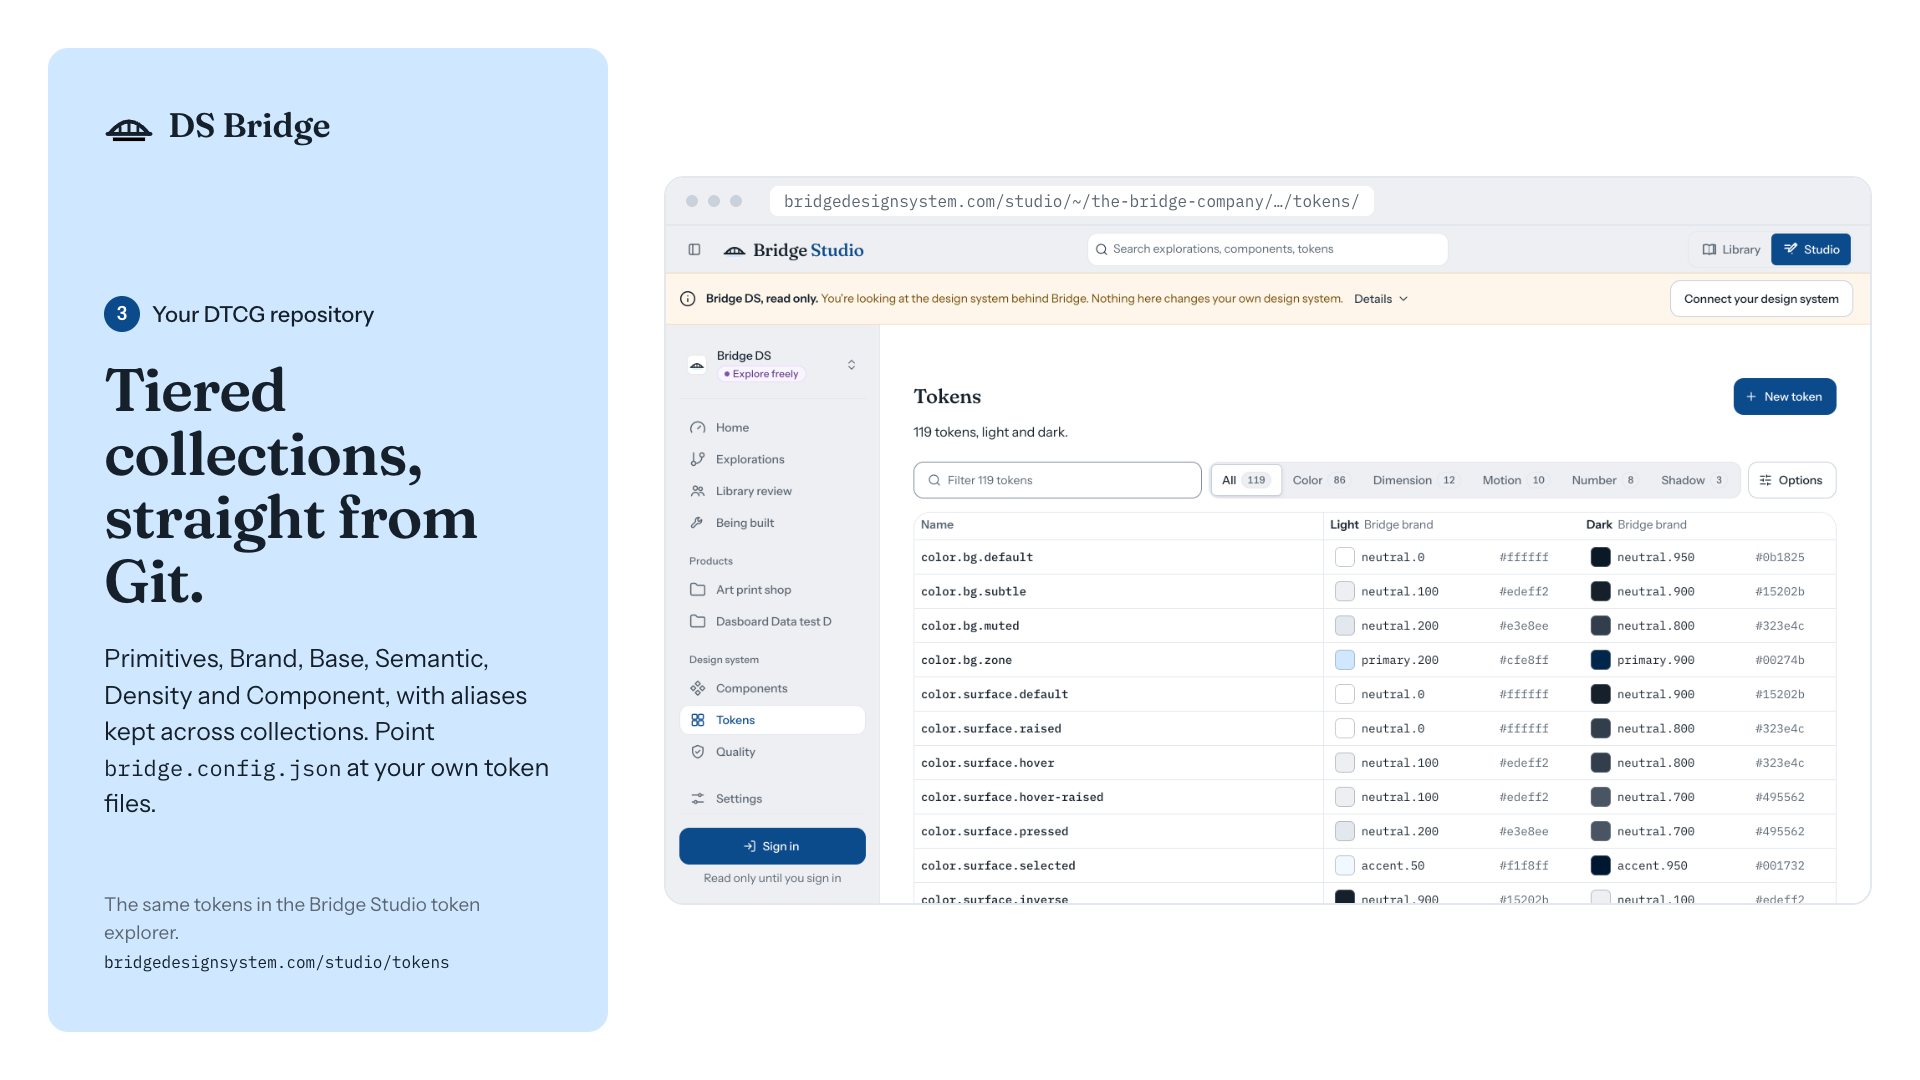 DS Bridge
3 Your DTCG repository
Tiered
collections,
straight from
Git.
Primitives, Brand, Base, Semantic,
Density and Component, with aliases
kept across collections. Point
bridge.config.json at your own token
files.
The same tokens in the Bridge Studio token
explorer.
bridgedesignsystem.com/studio/tokens
bridgedesignsystem.com/studio/~/the-bridge-company/…/tokens/
Bridge Studio
Search explorations, components, tokens
Library
Studio
Bridge DS, read only. You're looking at the design system behind Bridge. Nothing here changes your own design system. Details
Connect your design system
Bridge DS
Explore freely
Home
Explorations
Library review
Being built
Products
Art print shop
Dasboard Data test D
Design system
Components
Tokens
Quality
Settings
Sign in
Read only until you sign in
Tokens
New token
119 tokens, light and dark.
Filter 119 tokens
All 119 Color 86 Dimension 12 Motion 10 Number 8 Shadow 3
Options
Name Light Bridge brand Dark Bridge brand
color.bg.default neutral.0 #ffffff neutral.950 #0b1825
color.bg.subtle neutral.100 #edeff2 neutral.900 #15202b
color.bg.muted neutral.200 #e3e8ee neutral.800 #323e4c
color.bg.zone primary.200 #cfe8ff primary.900 #00274b
color.surface.default neutral.0 #ffffff neutral.900 #15202b
color.surface.raised neutral.0 #ffffff neutral.800 #323e4c
color.surface.hover neutral.100 #edeff2 neutral.800 #323e4c
color.surface.hover-raised neutral.100 #edeff2 neutral.700 #495562
color.surface.pressed neutral.200 #e3e8ee neutral.700 #495562
color.surface.selected accent.50 #f1f8ff accent.950 #001732
color.surface.inverse neutral.900 #15202b neutral.100 #edeff2